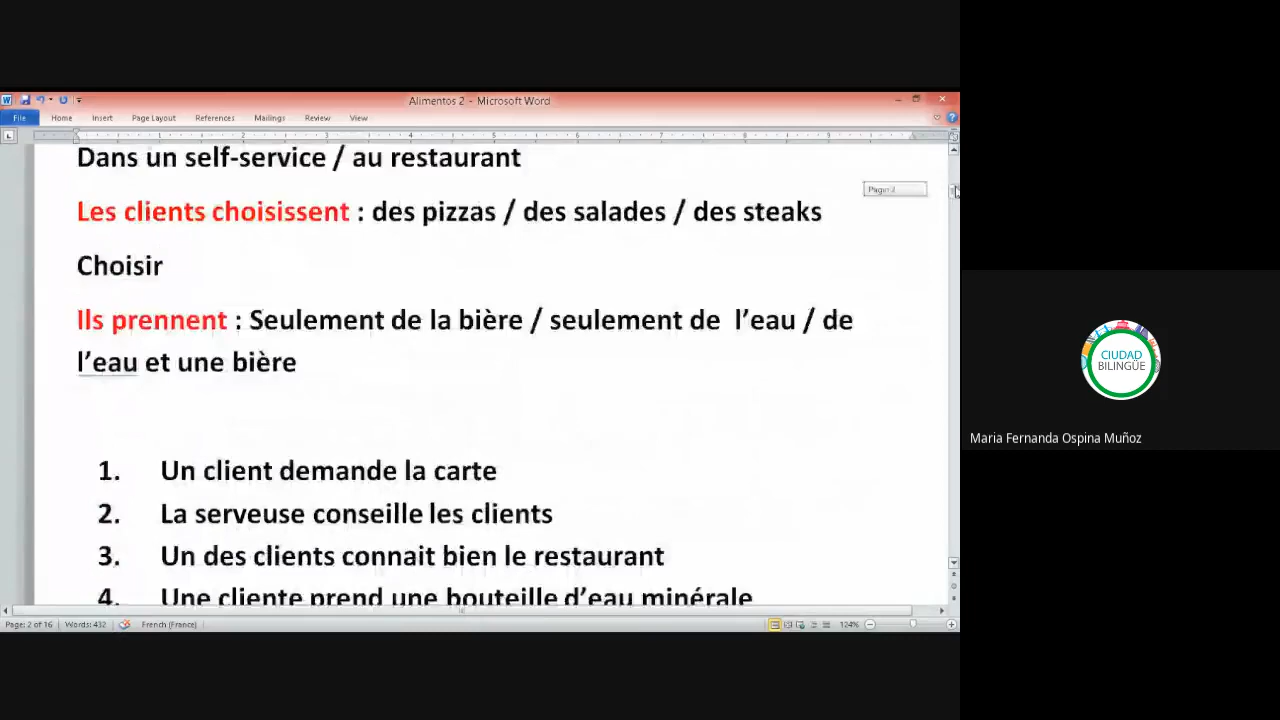 Alimentos 2 - Microsoft Word
File Home Insert Page Layout References Mailings Review View
Dans un self-service / au restaurant
Page: 2
Les clients choisissent : des pizzas / des salades / des steaks
Choisir
Ils prennent : Seulement de la bière / seulement de l'eau / de
l'eau et une bière
1. Un client demande la carte
2. La serveuse conseille les clients
3. Un des clients connait bien le restaurant
4. Une cliente prend une bouteille d'eau minérale
Page: 2 of 16 Words: 432 French (France) 124%
CIUDAD
BILINGÜE
Maria Fernanda Ospina Muñoz